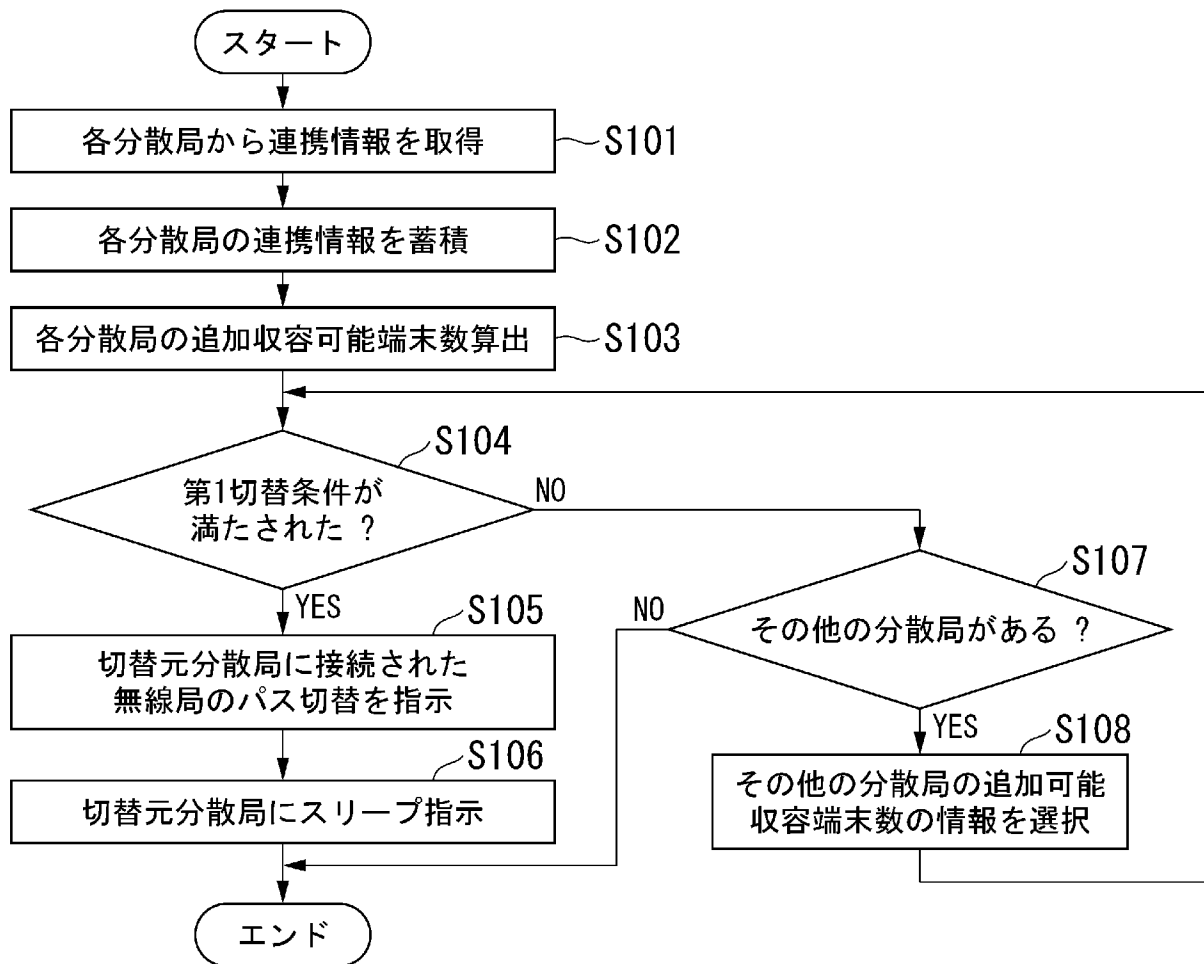 スタート
各分散局から連携情報を取得
S101
各分散局の連携情報を蓄積
S102
各分散局の追加収容可能端末数算出
S103
S104
第1切替条件が
満たされた ?
NO
YES
S105
切替元分散局に接続された
無線局のパス切替を指示
S106
切替元分散局にスリープ指示
S107
その他の分散局がある ?
NO
YES
S108
その他の分散局の追加可能
収容端末数の情報を選択
エンド